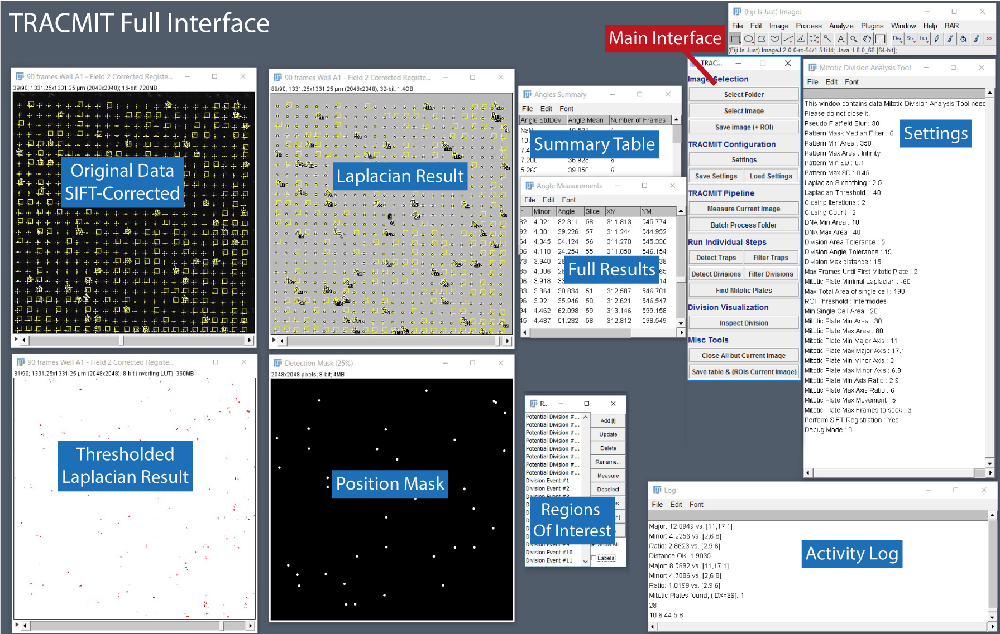 TRACMIT Full Interface
Main Interface
(Fiji Is Just) ImageJ
File Edit Image Process Analyze Plugins Window Help BAR
Dev Stk LUT >>
(Fiji Is Just) ImageJ 2.0.0-rc-54/1.51i14; Java 1.8.0_66 [64-bit];
90 frames Well A1 - Field 2 Corrected Registe...
39/90; 1331.25x1331.25 µm (2048x2048); 16-bit; 720MB
Original Data
SIFT-Corrected
90 frames Well A1 - Field 2 Corrected Registe...
89/90; 1331.25x1331.25 µm (2048x2048); 32-bit; 1.4GB
Laplacian Result
90 frames Well A1 - Field 2 Corrected Registe...
81/90; 1331.25x1331.25 µm (2048x2048); 8-bit (inverting LUT); 360MB
Thresholded
Laplacian Result
Detection Mask (25%)
2048x2048 pixels; 8-bit; 4MB
Position Mask
Angles Summary
File Edit Font
Angle StdDev Angle Mean Number of Frames
Summary Table
7.200 36.928 6
5.263 39.050 6
Angle Measurements
File Edit Font
Minor Angle Slice XM YM
82 4.021 32.311 58 311.813 545.774
92 4.001 39.226 57 311.244 544.952
64 4.045 34.124 56 311.278 545.336
86 4.110 24.254 55 311.850 546.154
73 3.940 28 38
85 4.006 28 65
06 3.918 33 14
83 3.864 30.834 51 312.587 546.701
96 3.921 35.946 50 312.621 546.547
94 4.462 62.098 59 313.146 599.158
45 4.487 51.232 58 312.812 598.549
Full Results
TRAC...
Image Selection
Select Folder
Select Image
Save image (+ ROI)
TRACMIT Configuration
Settings
Save Settings Load Settings
TRACMIT Pipeline
Measure Current Image
Batch Process Folder
Run Individual Steps
Detect Traps Filter Traps
Detect Divisions Filter Divisions
Find Mitotic Plates
Division Visualization
Inspect Division
Misc Tools
Close All but Current Image
Save table & (ROIs Current Image)
Mitotic Division Analysis Tool
File Edit Font
This window contains data Mitotic Division Analysis Tool neec
Please do not close it.
Pseudo Flatfield Blur : 30
Pattern Mask Median Filter : 6
Pattern Min Area : 350
Pattern Max Area : Infinity
Pattern Min SD : 0.1
Pattern Max SD : 0.45
Laplacian Smoothing : 2.5
Laplacian Threshold : -40
Closing Iterations : 2
Closing Count : 2
DNA Min Area : 10
DNA Max Area : 40
Division Area Tolerance : 5
Division Angle Tolerance : 15
Division Max distance : 15
Max Frames Until First Mitotic Plate : 2
Mitotic Plate Minimal Laplacian : -60
Max Total Area of single cell : 190
ROI Threshold : Intermodes
Min Single Cell Area : 20
Mitotic Plate Min Area : 30
Mitotic Plate Max Area : 80
Mitotic Plate Min Major Axis : 11
Mitotic Plate Max Major Axis : 17.1
Mitotic Plate Min Minor Axis : 2
Mitotic Plate Max Minor Axis : 6.8
Mitotic Plate Min Axis Ratio : 2.9
Mitotic Plate Max Axis Ratio : 6
Mitotic Plate Max Movement : 5
Mitotic Plate Max Frames to seek : 3
Perform SIFT Registration : Yes
Debug Mode : 0
Settings
R..
Potential Division #...
Potential Division #...
Potential Division #...
Potential Division #...
Potential Division #...
Potential Division #...
Potential Division #...
Potential Division #...
Division Event #1
Division Event #2
Division Event #9
Division Event #10
Division Event #11
Add [t]
Update
Delete
Rename...
Measure
Deselect
Show All
Labels
Regions
Of Interest
Log
File Edit Font
Major: 12.0949 vs. [11,17.1]
Minor: 4.2256 vs. [2,6.8]
Ratio: 2.8623 vs. [2.9,6]
Distance OK: 1.9035
Major: 8.5692 vs. [11,17.1]
Minor: 4.7086 vs. [2,6.8]
Ratio: 1.8199 vs. [2.9,6]
Mitotic Plates found, (IDX=36): 1
28
10 6 44 5 8
Activity Log